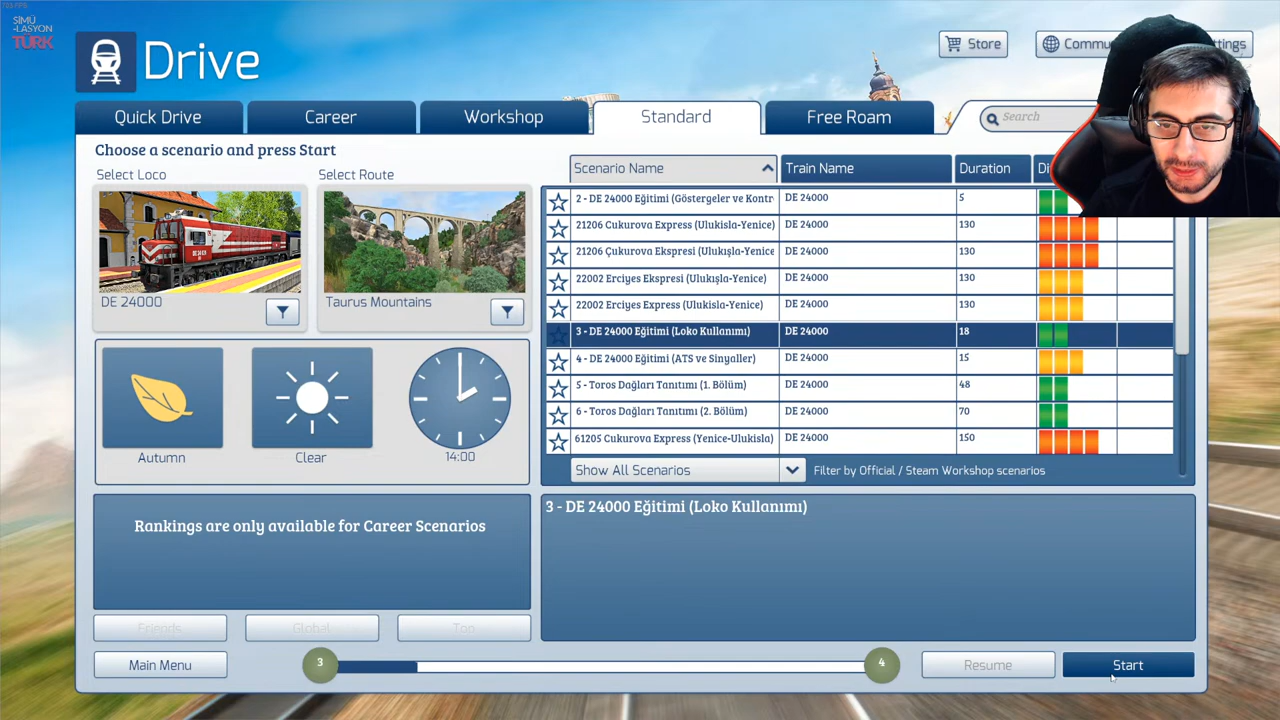 SİMÜ
-LASYON
TÜRK
Drive
Store
Quick Drive
Career
Workshop
Standard
Free Roam
Search
Choose a scenario and press Start
Select Loco
Select Route
DE 24000
Taurus Mountains
Autumn
Clear
14:00
Scenario Name Train Name Duration
2 - DE 24000 Eğitimi (Göstergeler ve Kontr DE 24000 5
21206 Cukurova Express (Ulukisla-Yenice) DE 24000 130
21206 Çukurova Ekspresi (Ulukışla-Yenice DE 24000 130
22002 Erciyes Ekspresi (Ulukışla-Yenice) DE 24000 130
22002 Erciyes Express (Ulukisla-Yenice) DE 24000 130
3 - DE 24000 Eğitimi (Loko Kullanımı) DE 24000 18
4 - DE 24000 Eğitimi (ATS ve Sinyaller) DE 24000 15
5 - Toros Dağları Tanıtımı (1. Bölüm) DE 24000 48
6 - Toros Dağları Tanıtımı (2. Bölüm) DE 24000 70
61205 Cukurova Express (Yenice-Ulukisla) DE 24000 150
Show All Scenarios
Filter by Official / Steam Workshop scenarios
Rankings are only available for Career Scenarios
3 - DE 24000 Eğitimi (Loko Kullanımı)
Friends
Global
Top
Main Menu
3
4
Resume
Start